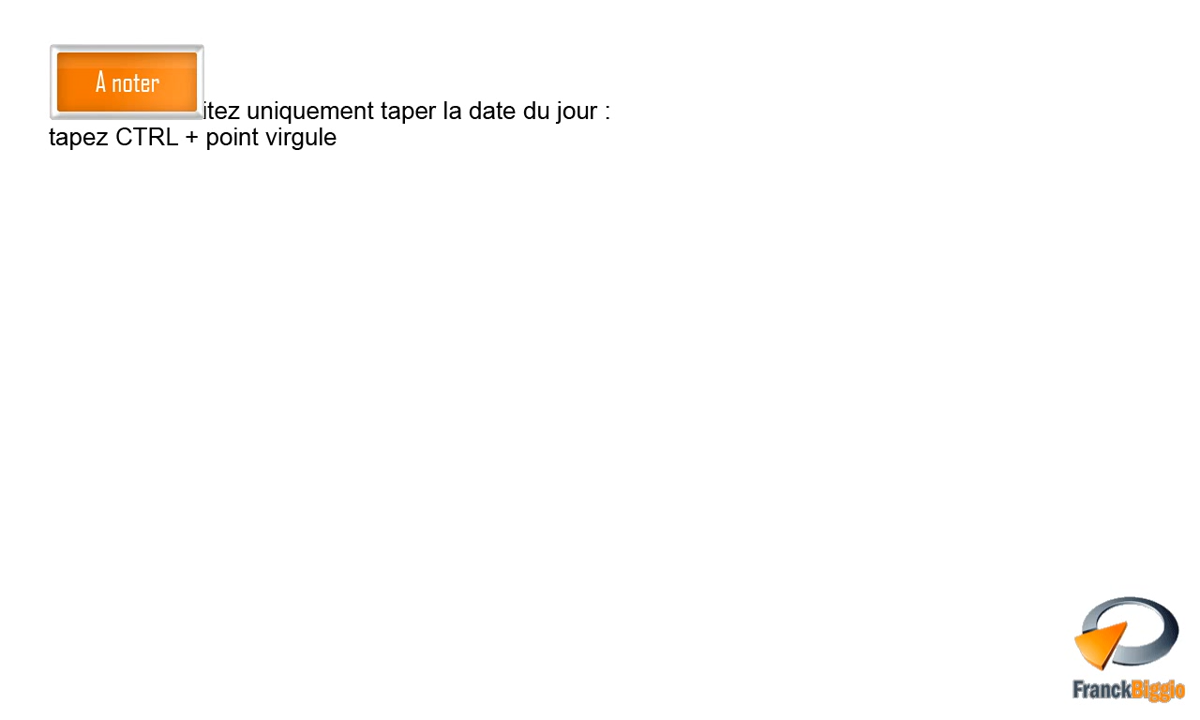 A noter
itez uniquement taper la date du jour :
tapez CTRL + point virgule
FranckBiggio